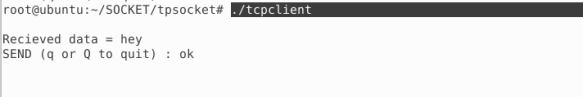 root@ubuntu:~/SOCKET/tpsocket# ./tcpclient
Recieved data = hey
SEND (q or Q to quit) : ok